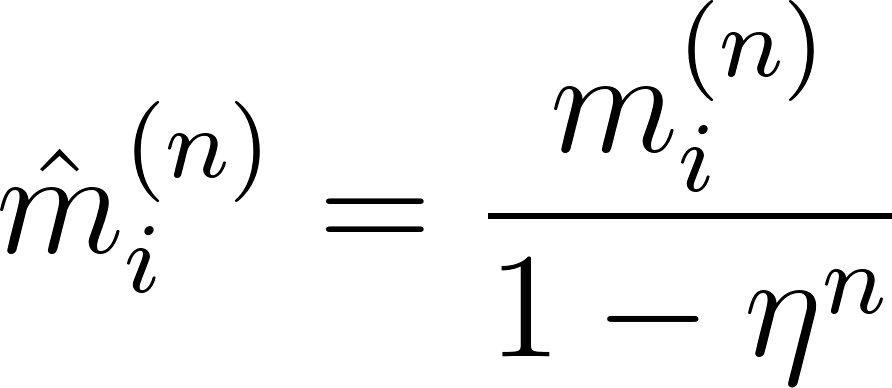 $\hat{m}_i^{(n)} = \frac{m_i^{(n)}}{1 - \eta^n}$